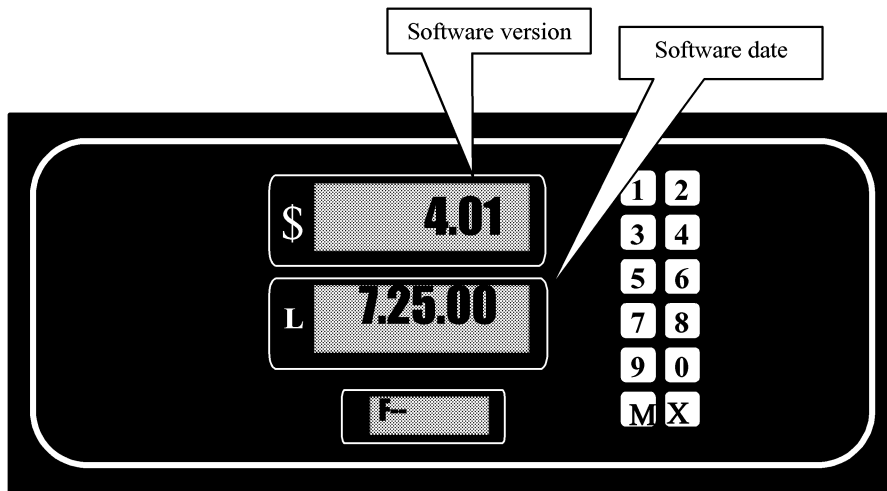 Software version
Software date
$ 4.01
L 7.25.00
F--
1 2
3 4
5 6
7 8
9 0
M X